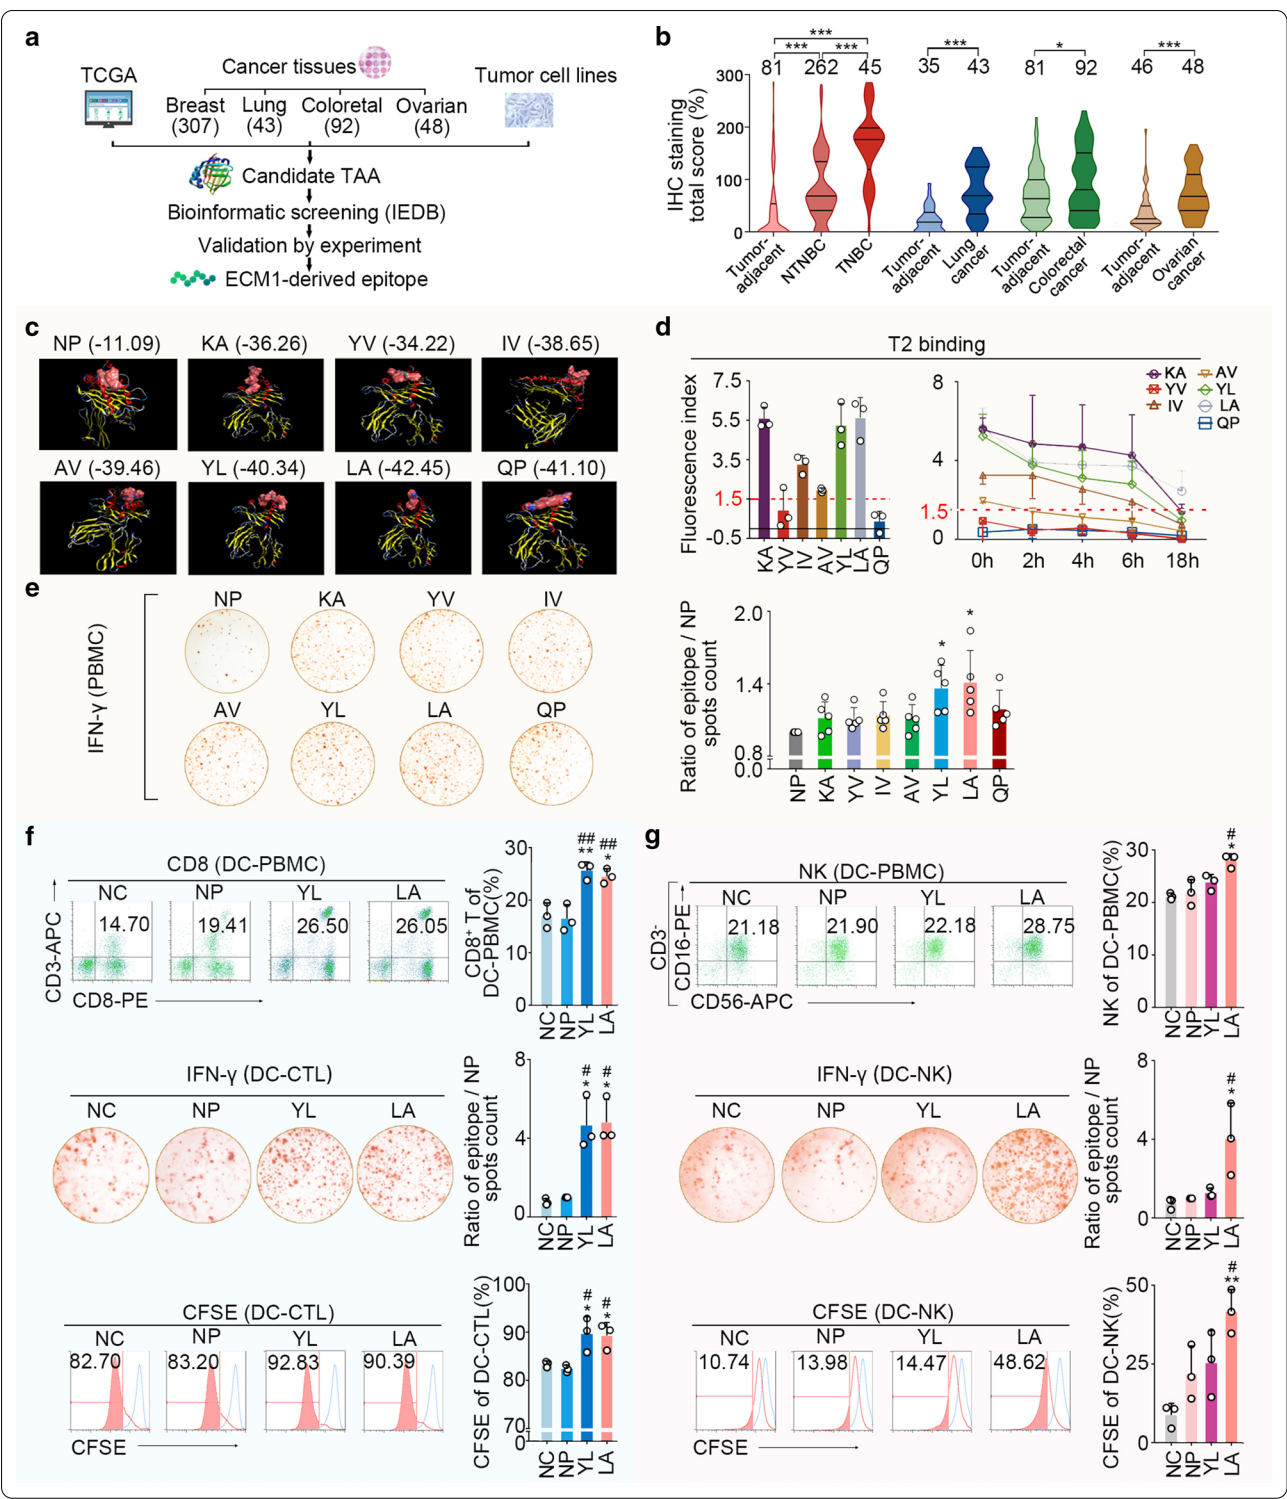 a
TCGA
Cancer tissues
Tumor cell lines
Breast (307)
Lung (43)
Coloretal (92)
Ovarian (48)
Candidate TAA
Bioinformatic screening (IEDB)
Validation by experiment
ECM1-derived epitope
b
*** *** *** *** * ***
81 262 45 35 43 81 92 46 48
IHC staining total score (%)
300
200
100
0
Tumor-adjacent
NTNBC
TNBC
Tumor-adjacent
Lung cancer
Tumor-adjacent
Colorectal cancer
Tumor-adjacent
Ovarian cancer
c
NP (-11.09) KA (-36.26) YV (-34.22) IV (-38.65)
AV (-39.46) YL (-40.34) LA (-42.45) QP (-41.10)
d
T2 binding
Fluorescence index
7.5
5.5
3.5
1.5
-0.5
KA YV IV AV YL LA QP
8
4
1.5
0
0h 2h 4h 6h 18h
KA AV
YV YL
IV LA
QP
e
IFN-γ (PBMC)
NP KA YV IV
AV YL LA QP
Ratio of epitope / NP spots count
2.0
1.4
0.8
0.0
* *
NP KA YV IV AV YL LA QP
f
CD8 (DC-PBMC)
NC NP YL LA
14.70 19.41 26.50 26.05
CD3-APC
CD8-PE
CD8⁺ T of DC-PBMC(%)
30
20
10
0
## ** ## *
NC NP YL LA
IFN-γ (DC-CTL)
NC NP YL LA
Ratio of epitope / NP spots count
8
4
0
# * # *
NC NP YL LA
CFSE (DC-CTL)
NC NP YL LA
82.70 83.20 92.83 90.39
CFSE
CFSE of DC-CTL(%)
100
90
80
70
0
# * # *
NC NP YL LA
g
NK (DC-PBMC)
NC NP YL LA
21.18 21.90 22.18 28.75
CD3⁻
CD16-PE
CD56-APC
NK of DC-PBMC(%)
30
20
10
0
# *
NC NP YL LA
IFN-γ (DC-NK)
NC NP YL LA
Ratio of epitope / NP spots count
8
4
0
# *
NC NP YL LA
CFSE (DC-NK)
NC NP YL LA
10.74 13.98 14.47 48.62
CFSE
CFSE of DC-NK(%)
50
25
0
# **
NC NP YL LA